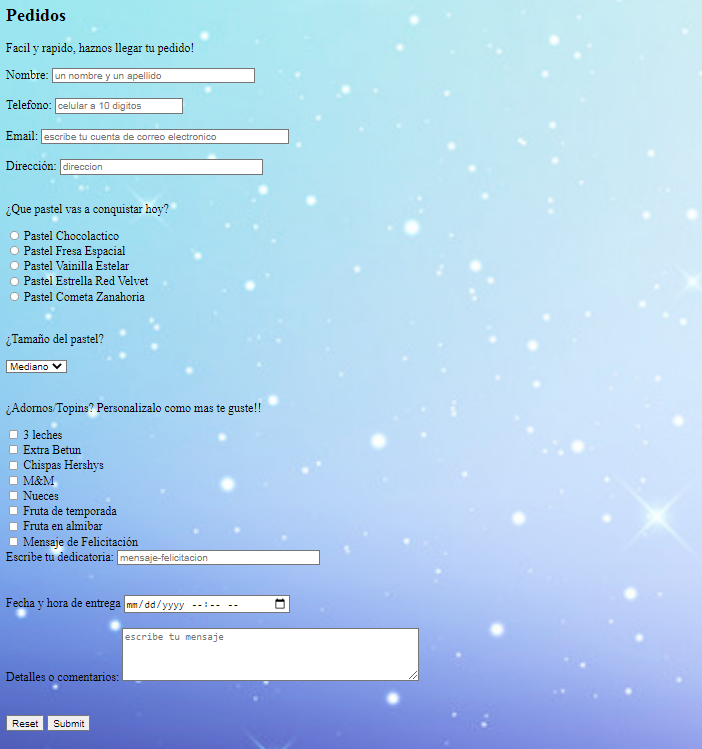 Pedidos
Facil y rapido, haznos llegar tu pedido!
Nombre: un nombre y un apellido
Telefono: celular a 10 digitos
Email: escribe tu cuenta de correo electronico
Dirección: direccion
¿Que pastel vas a conquistar hoy?
Pastel Chocolactico
Pastel Fresa Espacial
Pastel Vainilla Estelar
Pastel Estrella Red Velvet
Pastel Cometa Zanahoria
¿Tamaño del pastel?
Mediano
¿Adornos/Topins? Personalizalo como mas te guste!!
3 leches
Extra Betun
Chispas Hershys
M&M
Nueces
Fruta de temporada
Fruta en almibar
Mensaje de Felicitación
Escribe tu dedicatoria: mensaje-felicitacion
Fecha y hora de entrega mm/dd/yyyy --:-- --
escribe tu mensaje
Detalles o comentarios:
Reset Submit